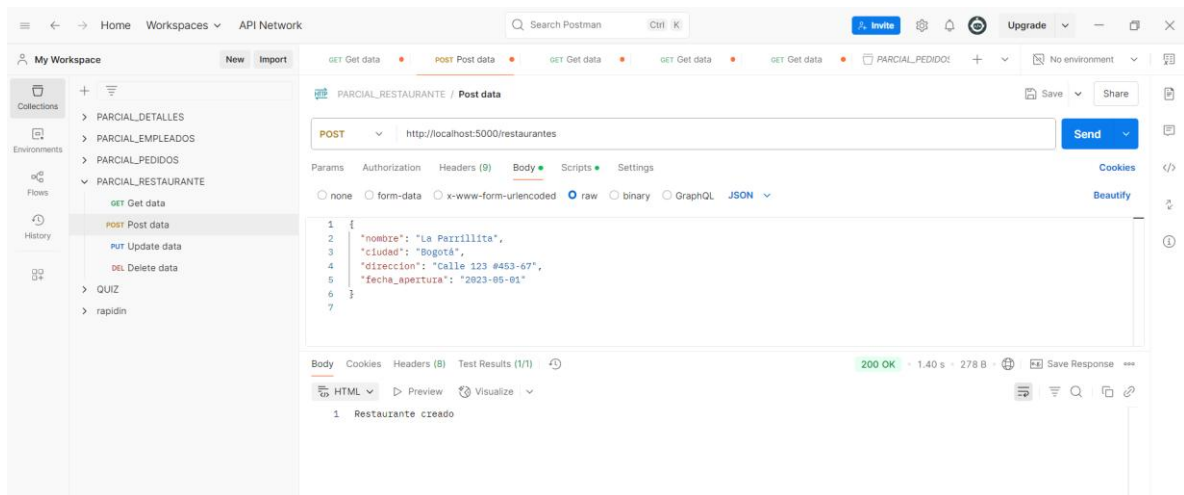 Home Workspaces API Network Search Postman Ctrl K Invite Upgrade
My Workspace New Import GET Get data POST Post data GET Get data GET Get data GET Get data PARCIAL_PEDIDOS No environment
Collections
Environments
Flows
History
PARCIAL_DETALLES
PARCIAL_EMPLEADOS
PARCIAL_PEDIDOS
PARCIAL_RESTAURANTE
GET Get data
POST Post data
PUT Update data
DEL Delete data
QUIZ
rapidin
HTTP PARCIAL_RESTAURANTE / Post data Save Share
POST http://localhost:5000/restaurantes Send
Params Authorization Headers (9) Body Scripts Settings Cookies
none form-data x-www-form-urlencoded raw binary GraphQL JSON Beautify
1 {
2 "nombre": "La Parrillita",
3 "ciudad": "Bogotá",
4 "direccion": "Calle 123 #453-67",
5 "fecha_apertura": "2023-05-01"
6 }
7
Body Cookies Headers (8) Test Results (1/1) 200 OK 1.40 s 278 B Save Response
HTML Preview Visualize
1 Restaurante creado